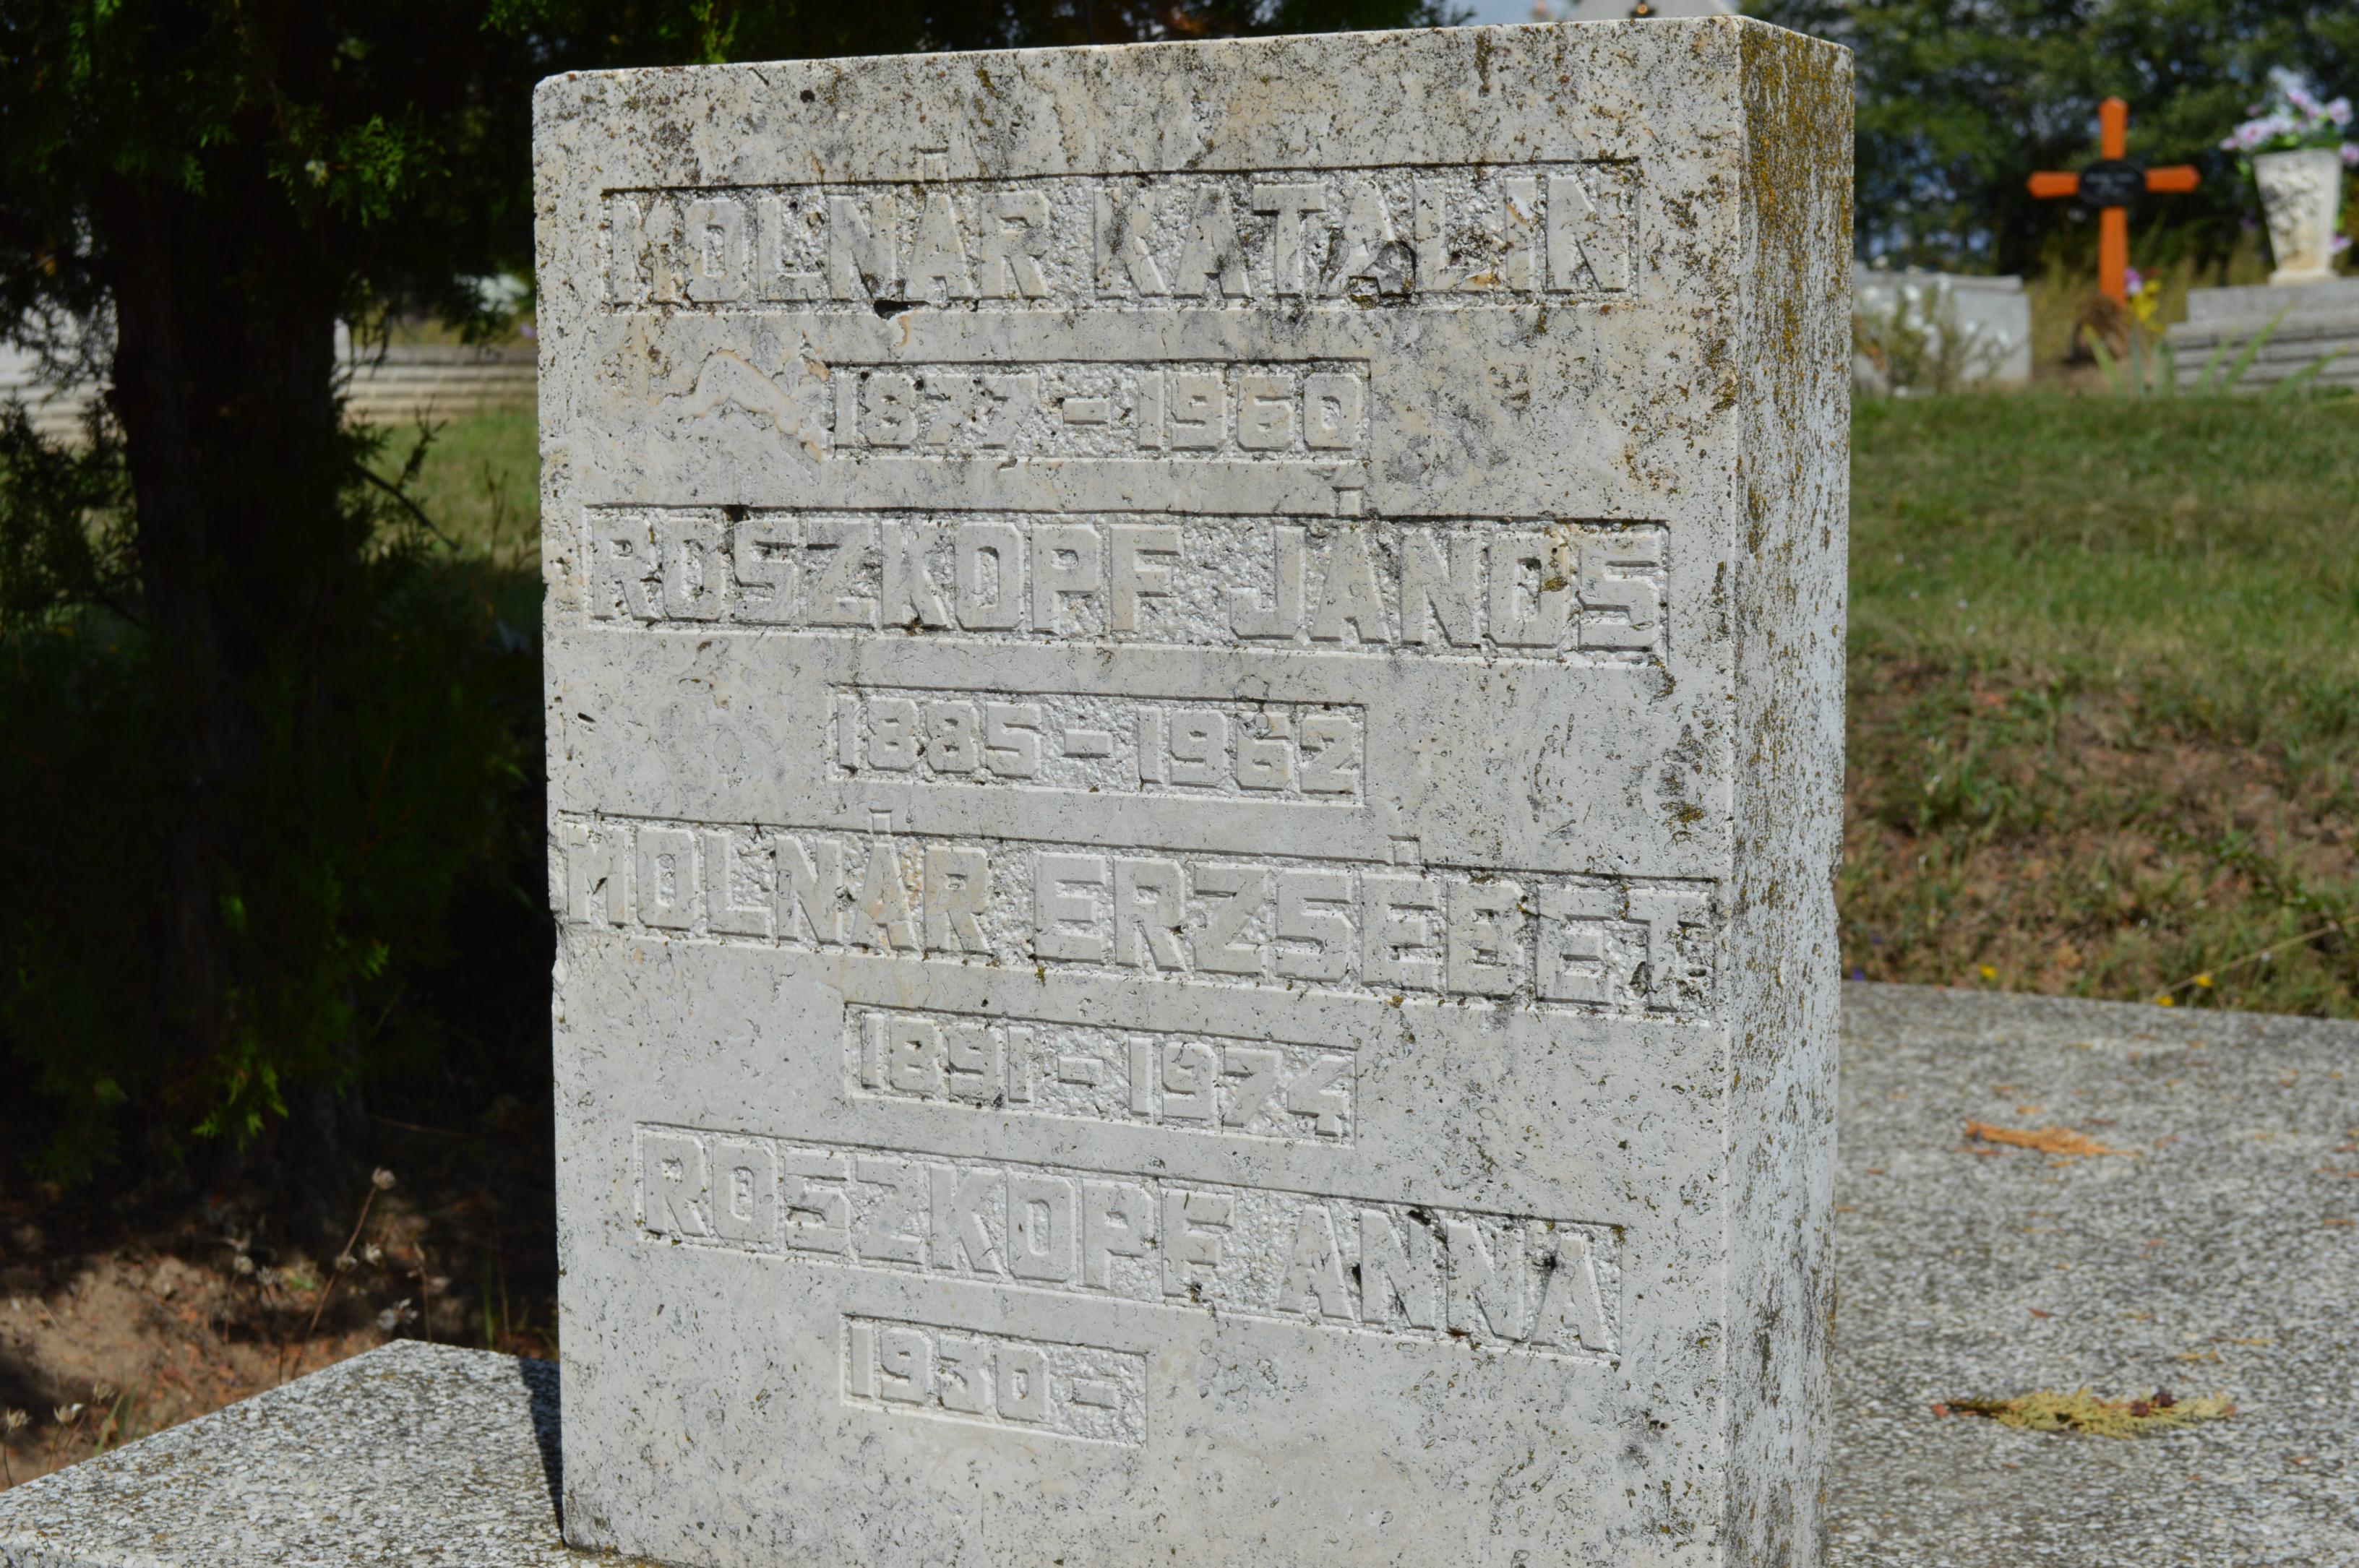 MOLNÁR KATALIN
1877-1960
ROSZKOPF JÁNOS
1885-1962
MOLNÁR ERZSÉBET
1891-1974
ROSZKOPF ANNA
1930-